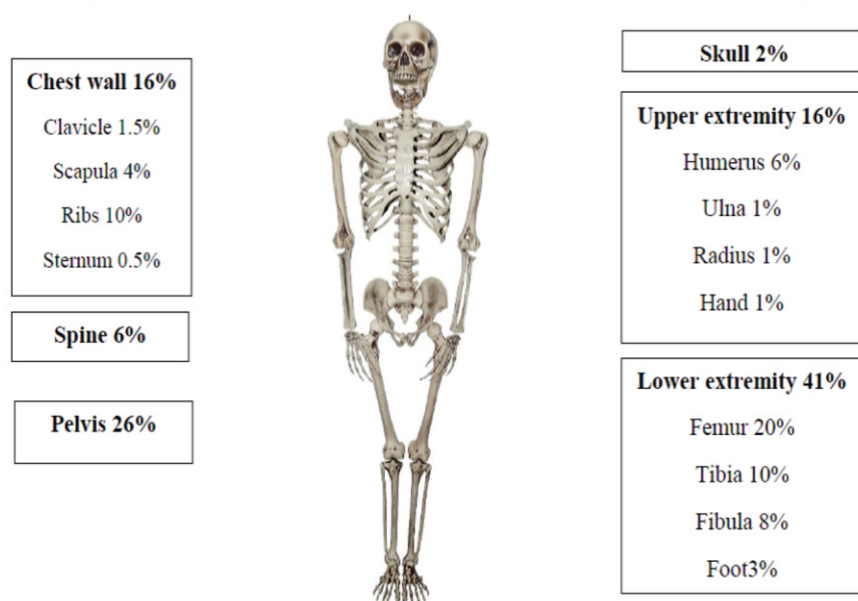 Chest wall 16%
Clavicle 1.5%
Scapula 4%
Ribs 10%
Sternum 0.5%
Spine 6%
Pelvis 26%
Skull 2%
Upper extremity 16%
Humerus 6%
Ulna 1%
Radius 1%
Hand 1%
Lower extremity 41%
Femur 20%
Tibia 10%
Fibula 8%
Foot3%